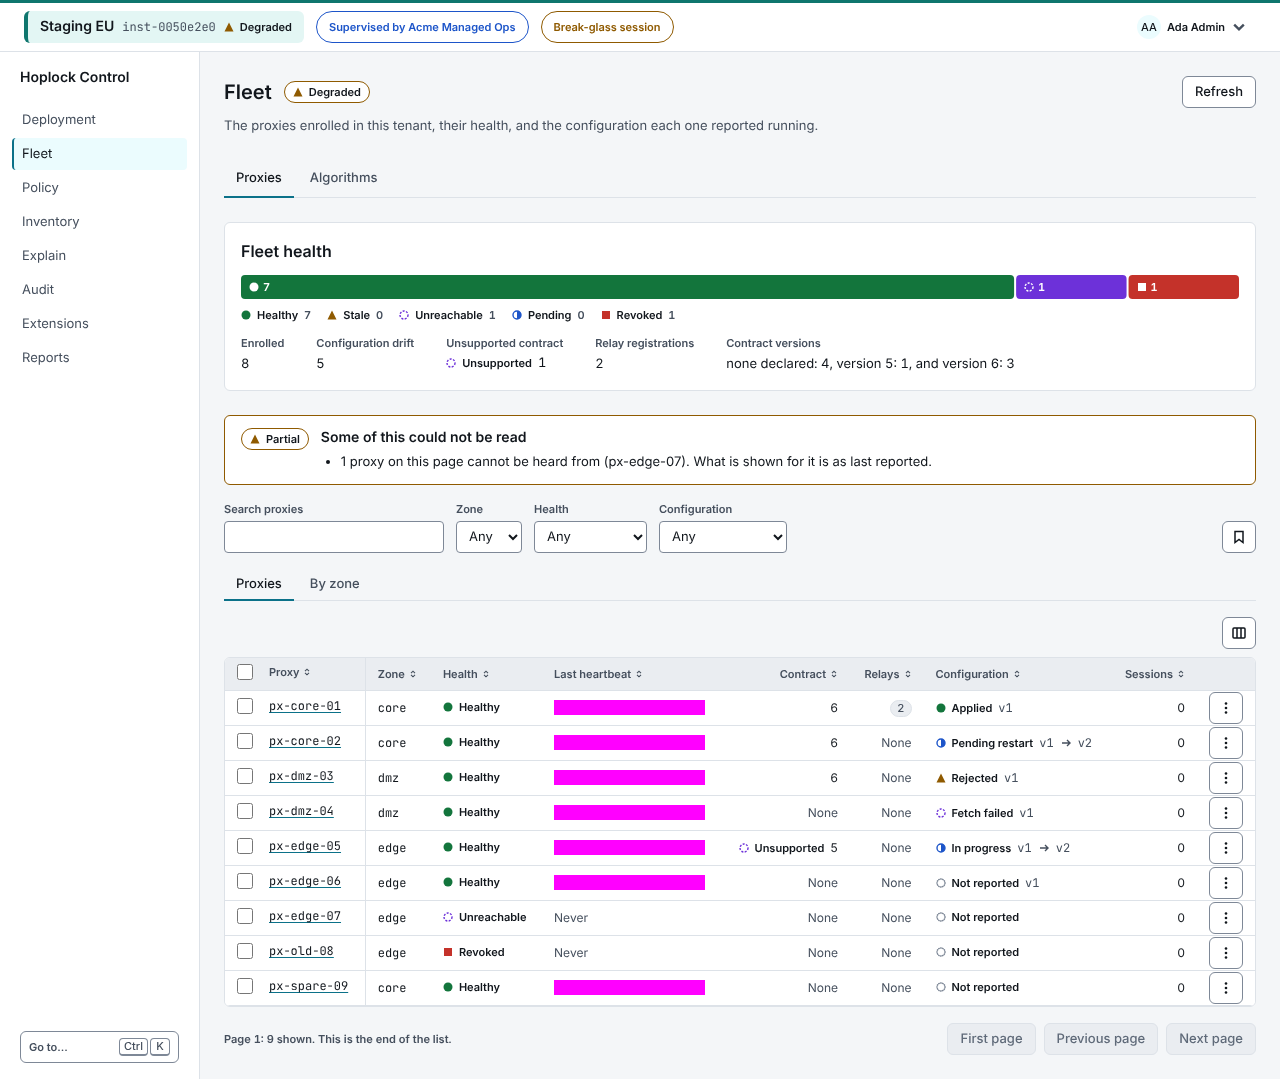 Staging EU inst-0050e2e0 Degraded Supervised by Acme Managed Ops Break-glass session AA Ada Admin
Hoplock Control
Deployment
Fleet
Policy
Inventory
Explain
Audit
Extensions
Reports
Go to... Ctrl K
Fleet Degraded Refresh
The proxies enrolled in this tenant, their health, and the configuration each one reported running.
Proxies Algorithms
Fleet health
7 1 1
Healthy 7 Stale 0 Unreachable 1 Pending 0 Revoked 1
Enrolled Configuration drift Unsupported contract Relay registrations Contract versions
8 5 Unsupported 1 2 none declared: 4, version 5: 1, and version 6: 3
Partial Some of this could not be read
• 1 proxy on this page cannot be heard from (px-edge-07). What is shown for it is as last reported.
Search proxies Zone Health Configuration
Any Any Any
Proxies By zone
Proxy Zone Health Last heartbeat Contract Relays Configuration Sessions
px-core-01 core Healthy 6 2 Applied v1 0
px-core-02 core Healthy 6 None Pending restart v1 → v2 0
px-dmz-03 dmz Healthy 6 None Rejected v1 0
px-dmz-04 dmz Healthy None None Fetch failed v1 0
px-edge-05 edge Healthy Unsupported 5 None In progress v1 → v2 0
px-edge-06 edge Healthy None None Not reported v1 0
px-edge-07 edge Unreachable Never None None Not reported 0
px-old-08 edge Revoked Never None None Not reported 0
px-spare-09 core Healthy None None Not reported 0
Page 1: 9 shown. This is the end of the list. First page Previous page Next page